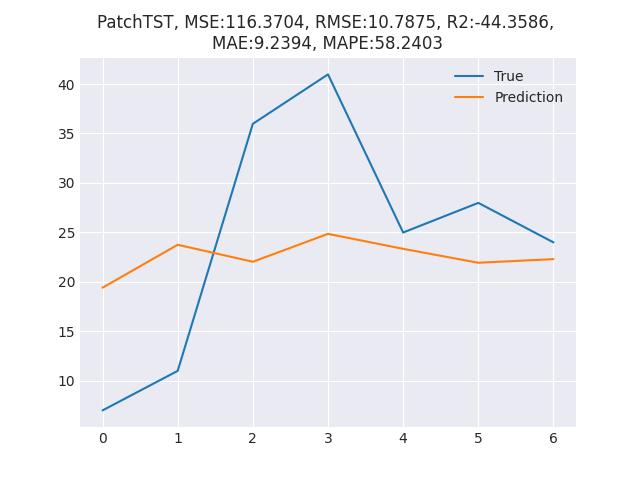 PatchTST, MSE:116.3704, RMSE:10.7875, R2:-44.3586,
MAE:9.2394, MAPE:58.2403
True
Prediction
40
35
30
25
20
15
10
0 1 2 3 4 5 6